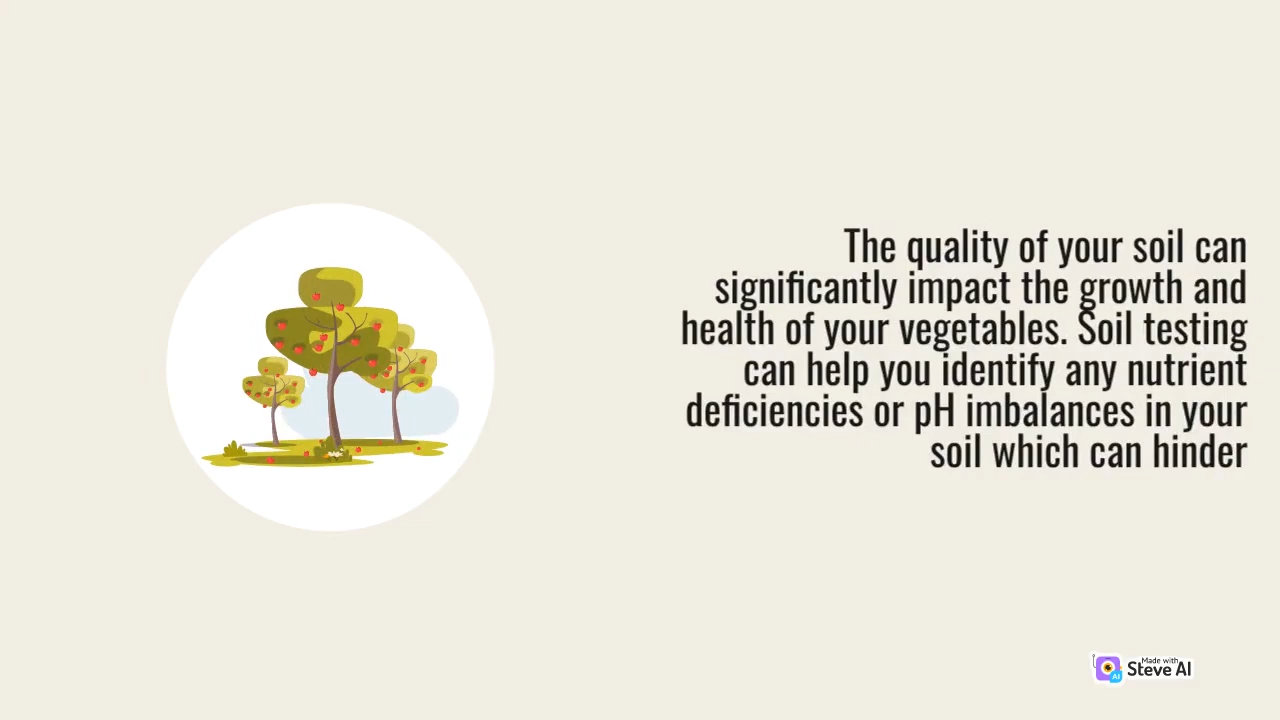 The quality of your soil can
significantly impact the growth and
health of your vegetables. Soil testing
can help you identify any nutrient
deficiencies or pH imbalances in your
soil which can hinder
Made with
Steve AI
AI